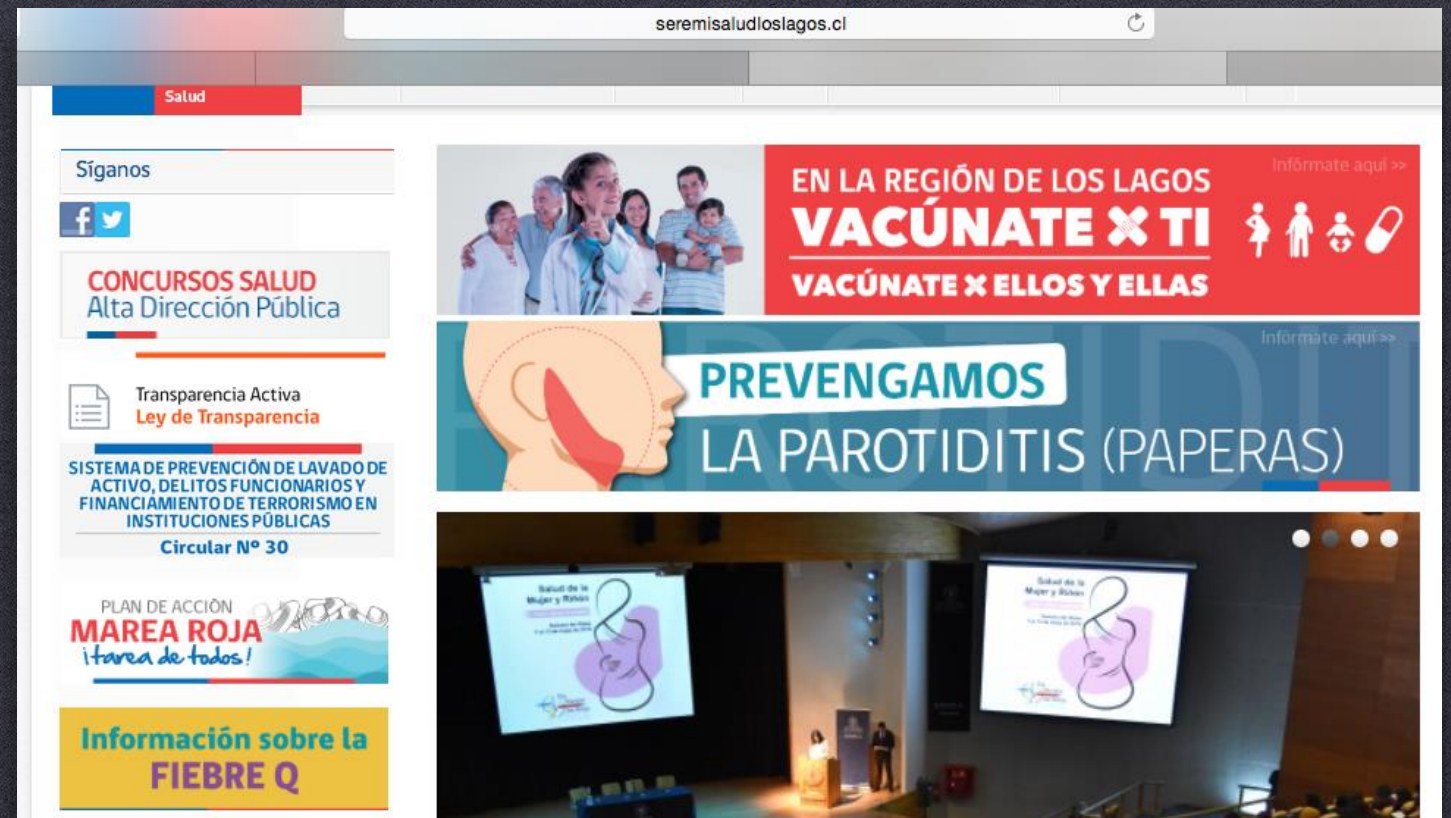 seremisaludloslagos.cl
Salud
Síganos
CONCURSOS SALUD
Alta Dirección Pública
Transparencia Activa
Ley de Transparencia
SISTEMA DE PREVENCIÓN DE LAVADO DE
ACTIVO, DELITOS FUNCIONARIOS Y
FINANCIAMIENTO DE TERRORISMO EN
INSTITUCIONES PÚBLICAS
Circular Nº 30
PLAN DE ACCIÓN
MAREA ROJA
¡tarea de todos!
Información sobre la
FIEBRE Q
Infórmate aquí >>
EN LA REGIÓN DE LOS LAGOS
VACÚNATE X TI
VACÚNATE X ELLOS Y ELLAS
Infórmate aquí >>
PREVENGAMOS
LA PAROTIDITIS (PAPERAS)
Salud de la
Mujer y Riñón
Salud de la
Mujer y Riñón